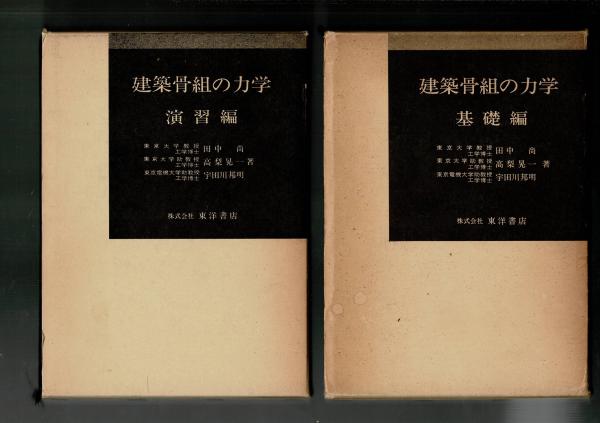 建築骨組の力学
演習編
東京大学教授
工学博士 田中 尚
東京大学助教授
工学博士 高梨晃一 著
東京電機大学助教授
工学博士 宇田川邦明
株式会社 東洋書店
建築骨組の力学
基礎編
東京大学教授
工学博士 田中 尚
東京大学助教授
工学博士 高梨晃一 著
東京電機大学助教授
工学博士 宇田川邦明
株式会社 東洋書店